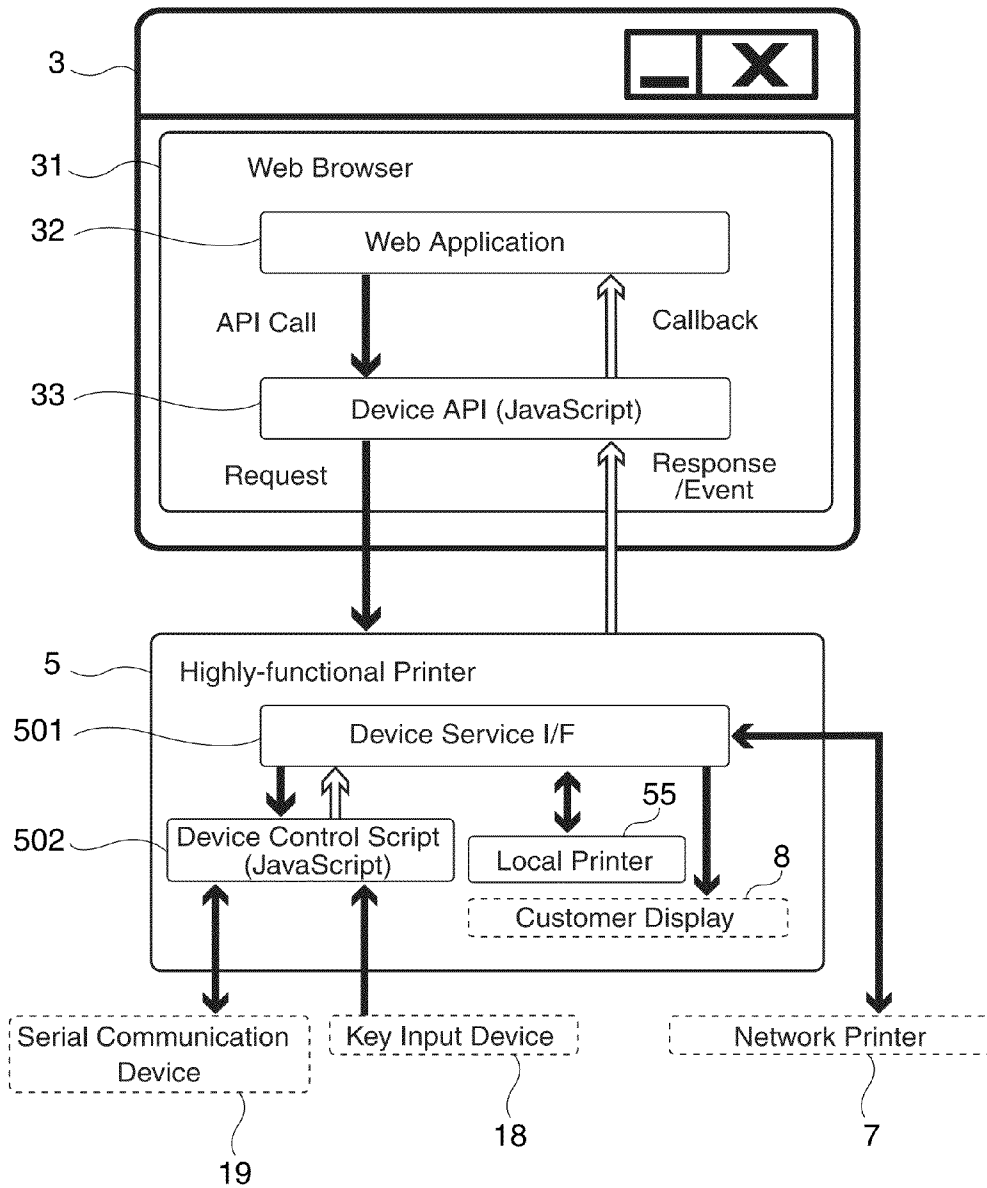 3
31
Web Browser
32
Web Application
API Call
Callback
33
Device API (JavaScript)
Request
Response
/Event
5
Highly-functional Printer
501
Device Service I/F
55
502
Device Control Script
(JavaScript)
Local Printer
8
Customer Display
Serial Communication
Device
Key Input Device
Network Printer
19
18
7